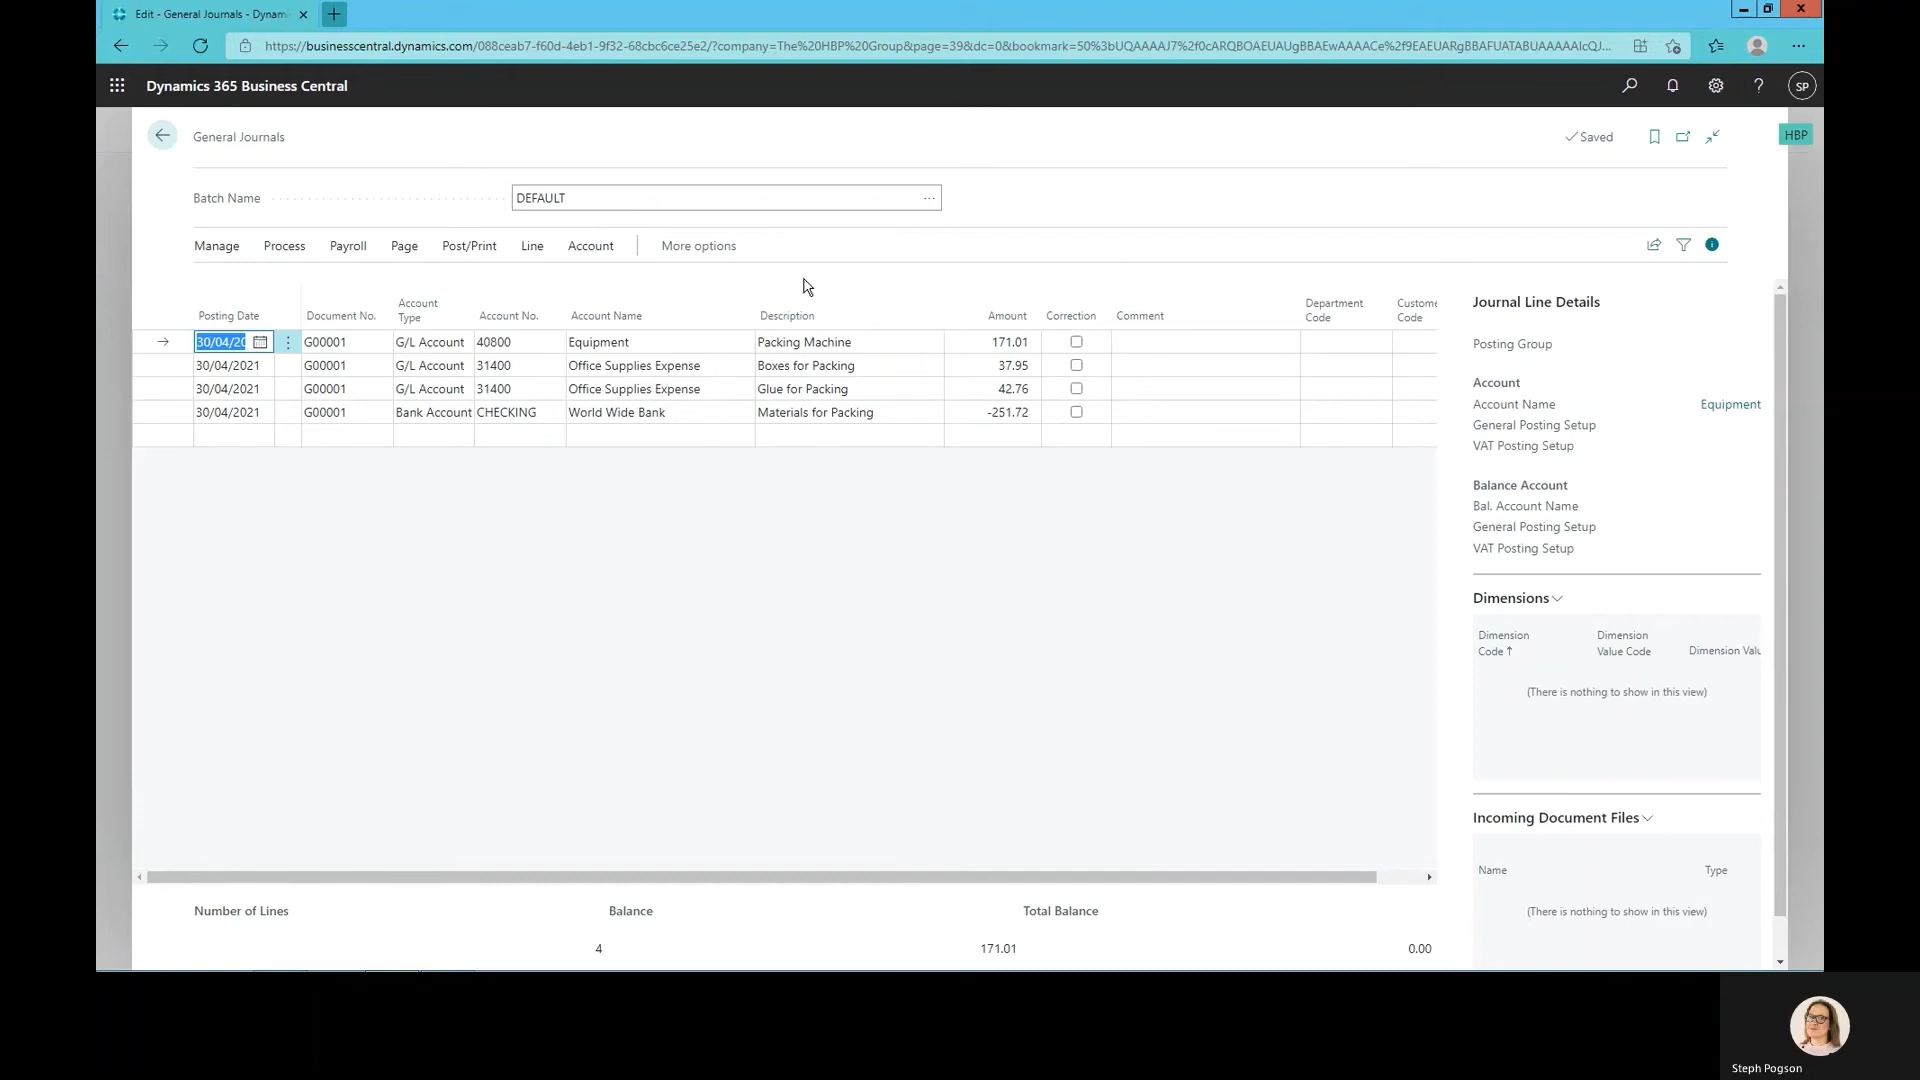 Edit - General Journals - Dynami
https://businesscentral.dynamics.com/088ceab7-f60d-4eb1-9f32-68cbc6ce25e2/?company=The%20HBP%20Group&page=39&dc=0&bookmark=50%3bUQAAAAJ7%2f0cARQBOAEUAUgBBAEwAAAACe%2f9EAEUARgBBAFUATABUAAAAAIcQJ...
Dynamics 365 Business Central
?
SP
General Journals
Saved
HBP
Batch Name
DEFAULT
Manage Process Payroll Page Post/Print Line Account More options
Posting Date Document No. Account Type Account No. Account Name Description Amount Correction Comment Department Code Custome Code
30/04/20 G00001 G/L Account 40800 Equipment Packing Machine 171.01
30/04/2021 G00001 G/L Account 31400 Office Supplies Expense Boxes for Packing 37.95
30/04/2021 G00001 G/L Account 31400 Office Supplies Expense Glue for Packing 42.76
30/04/2021 G00001 Bank Account CHECKING World Wide Bank Materials for Packing -251.72
Number of Lines Balance Total Balance
4 171.01 0.00
Journal Line Details
Posting Group
Account
Account Name Equipment
General Posting Setup
VAT Posting Setup
Balance Account
Bal. Account Name
General Posting Setup
VAT Posting Setup
Dimensions
Dimension Code ↑ Dimension Value Code Dimension Valu
(There is nothing to show in this view)
Incoming Document Files
Name Type
(There is nothing to show in this view)
Steph Pogson